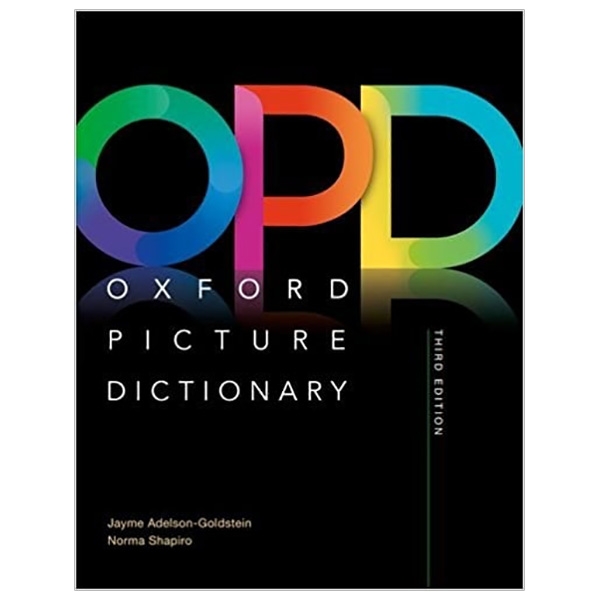 OPD
OXFORD
PICTURE
DICTIONARY
THIRD EDITION
Jayme Adelson-Goldstein
Norma Shapiro